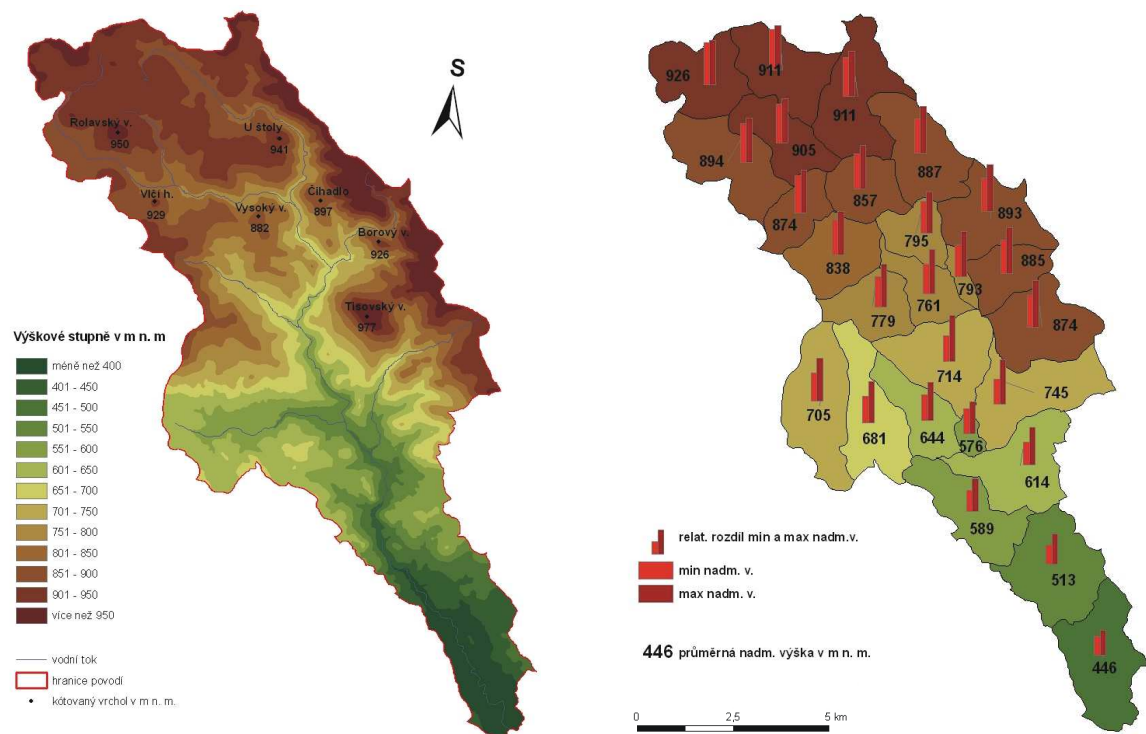 S
Rolavský v.
950
U štoly
941
Vlčí h.
929
Vysoký v.
882
Čihadlo
897
Borový v.
926
Tisovský v.
977
Výškové stupně v m n. m
méně než 400
401 - 450
451 - 500
501 - 550
551 - 600
601 - 650
651 - 700
701 - 750
751 - 800
801 - 850
851 - 900
901 - 950
více než 950
vodní tok
hranice povodí
kótovaný vrchol v m n. m.
926
911
911
905
894
887
857
874
893
795
838
885
793
761
779
874
714
745
705
681
644
576
614
589
513
446
relat. rozdíl min a max nadm.v.
min nadm. v.
max nadm. v.
446 průměrná nadm. výška v m n. m.
0 2,5 5 km